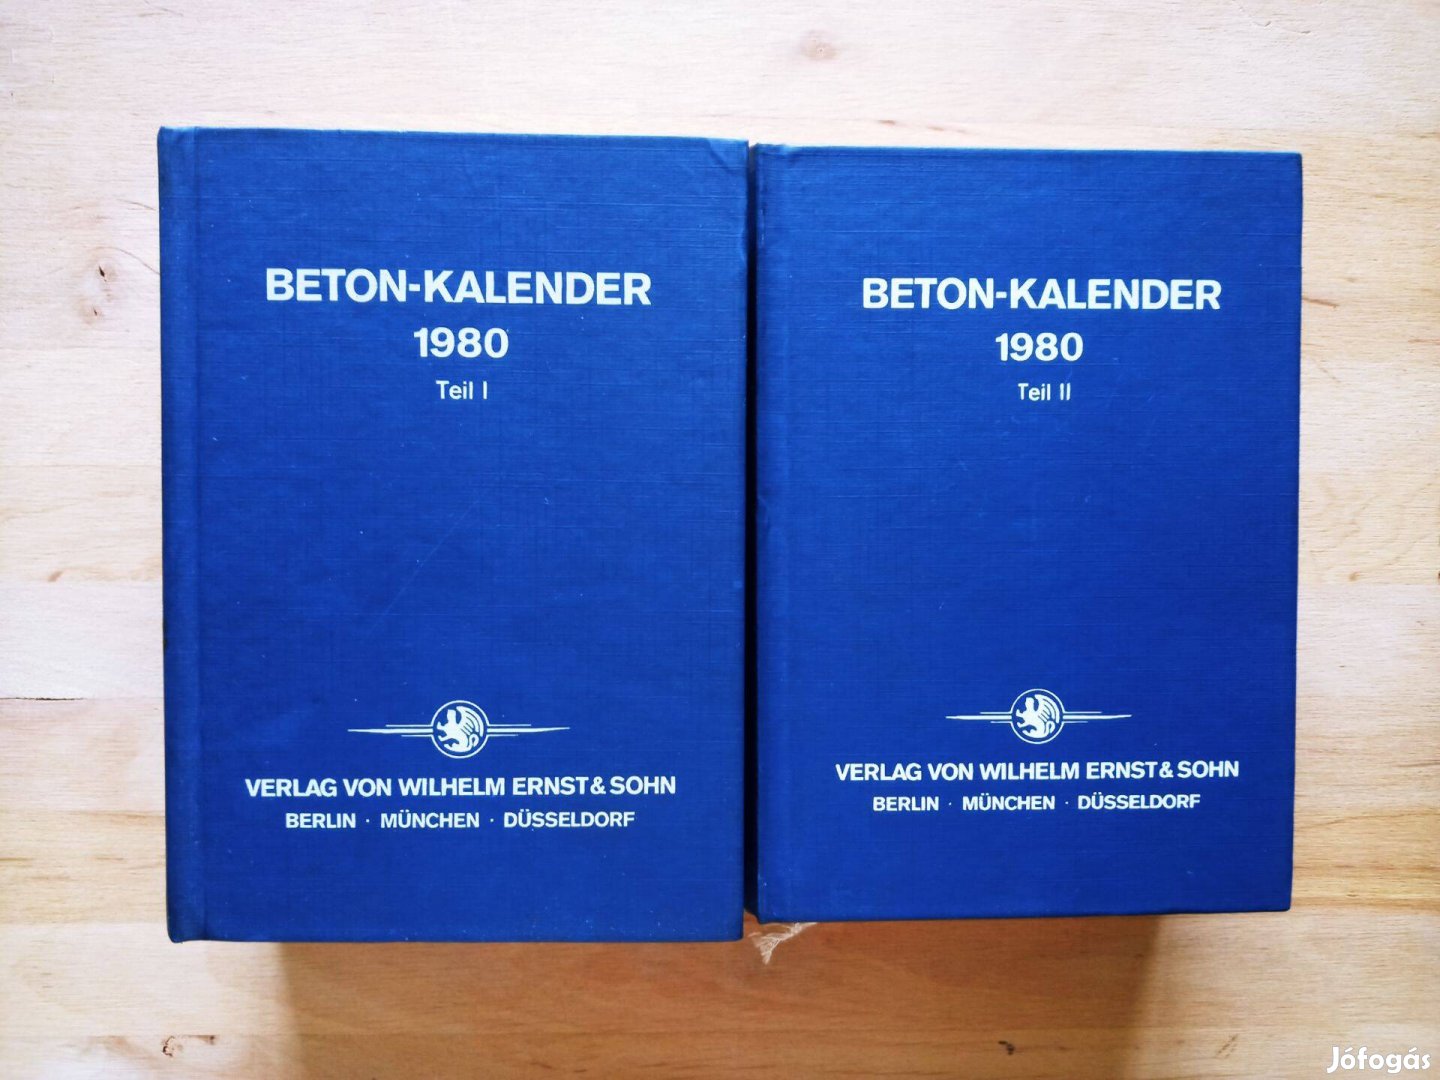 BETON-KALENDER
1980
Teil I
VERLAG VON WILHELM ERNST & SOHN
BERLIN · MÜNCHEN · DÜSSELDORF
BETON-KALENDER
1980
Teil II
VERLAG VON WILHELM ERNST & SOHN
BERLIN · MÜNCHEN · DÜSSELDORF
Jófogás